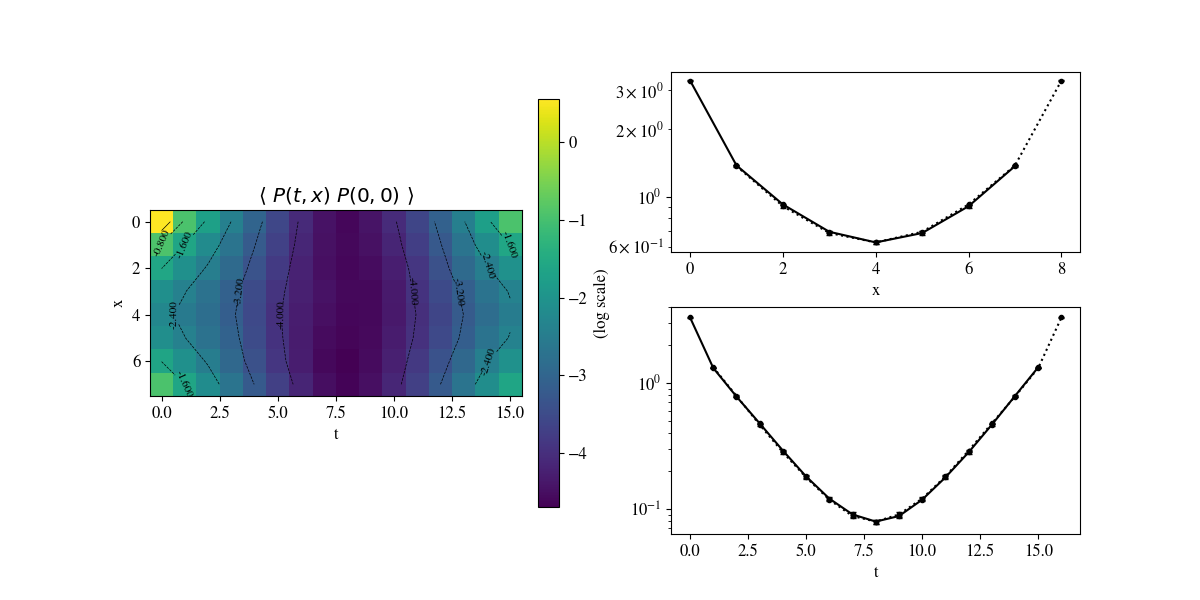 ⟨ P(t, x) P(0, 0) ⟩
0
2
4
6
x
0.0 2.5 5.0 7.5 10.0 12.5 15.0
t
-0.800
-1.600
-2.400
-3.200
-4.000
-4.000
-3.200
-2.400
-1.600
-1.600
-2.400
0
−1
−2
−3
−4
(log scale)
3 × 10⁰
2 × 10⁰
10⁰
6 × 10⁻¹
0 2 4 6 8
x
10⁰
10⁻¹
0.0 2.5 5.0 7.5 10.0 12.5 15.0
t